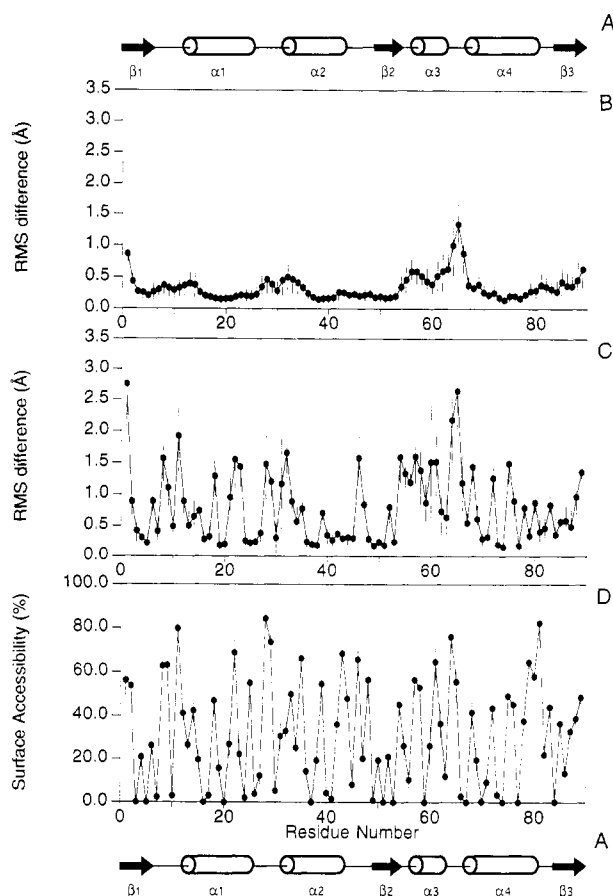 A
β1 α1 α2 β2 α3 α4 β3
B
RMS difference (Å)
3.5
3.0
2.5
2.0
1.5
1.0
0.5
0.0
0 20 40 60 80
C
RMS difference (Å)
3.5
3.0
2.5
2.0
1.5
1.0
0.5
0.0
0 20 40 60 80
D
Surface Accessibility (%)
100.0
80.0
60.0
40.0
20.0
0.0
0 20 40 60 80
Residue Number
A
β1 α1 α2 β2 α3 α4 β3